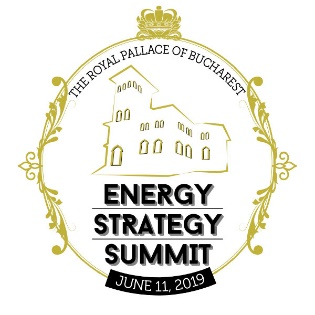 THE ROYAL PALLACE OF BUCHAREST
ENERGY
STRATEGY
SUMMIT
JUNE 11, 2019